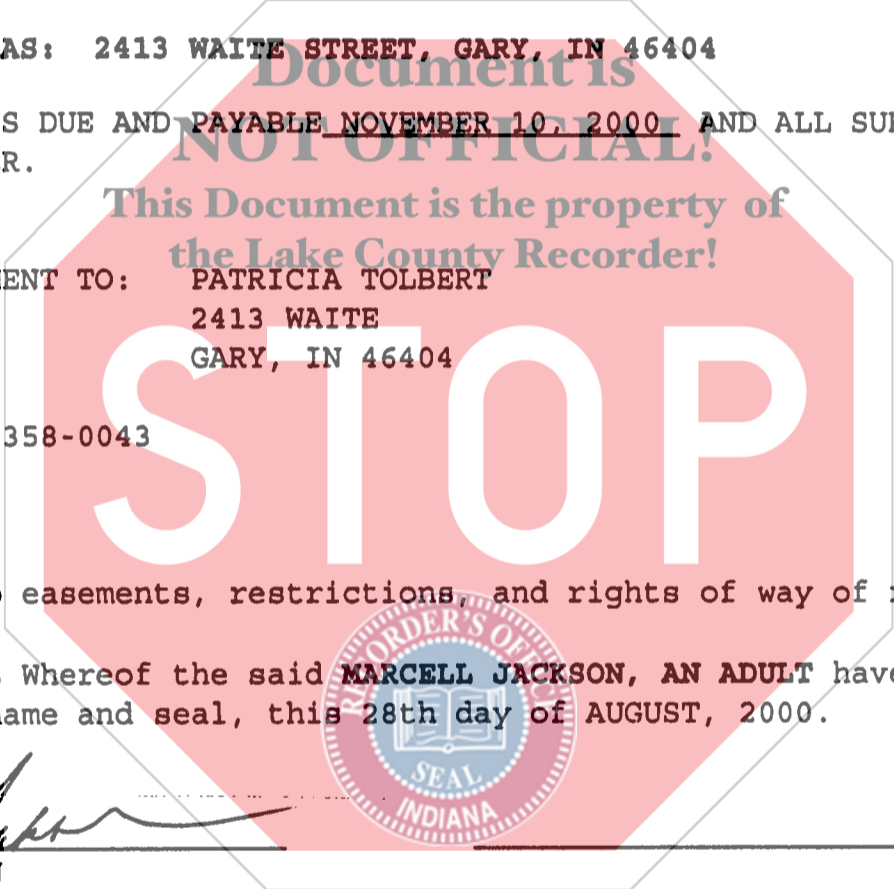 AS: 2413 WAITE STREET, GARY, IN 46404
Document is
S DUE AND PAYABLE NOVEMBER 10, 2000 AND ALL SU
NOT OFFICIAL!
R.
This Document is the property of
the Lake County Recorder!
ENT TO: PATRICIA TOLBERT
2413 WAITE
GARY, IN 46404
STOP
358-0043
easements, restrictions, and rights of way of
Whereof the said MARCELL JACKSON, AN ADULT have
name and seal, this 28th day of AUGUST, 2000.
RECORDER'S OFFICE
SEAL
INDIANA